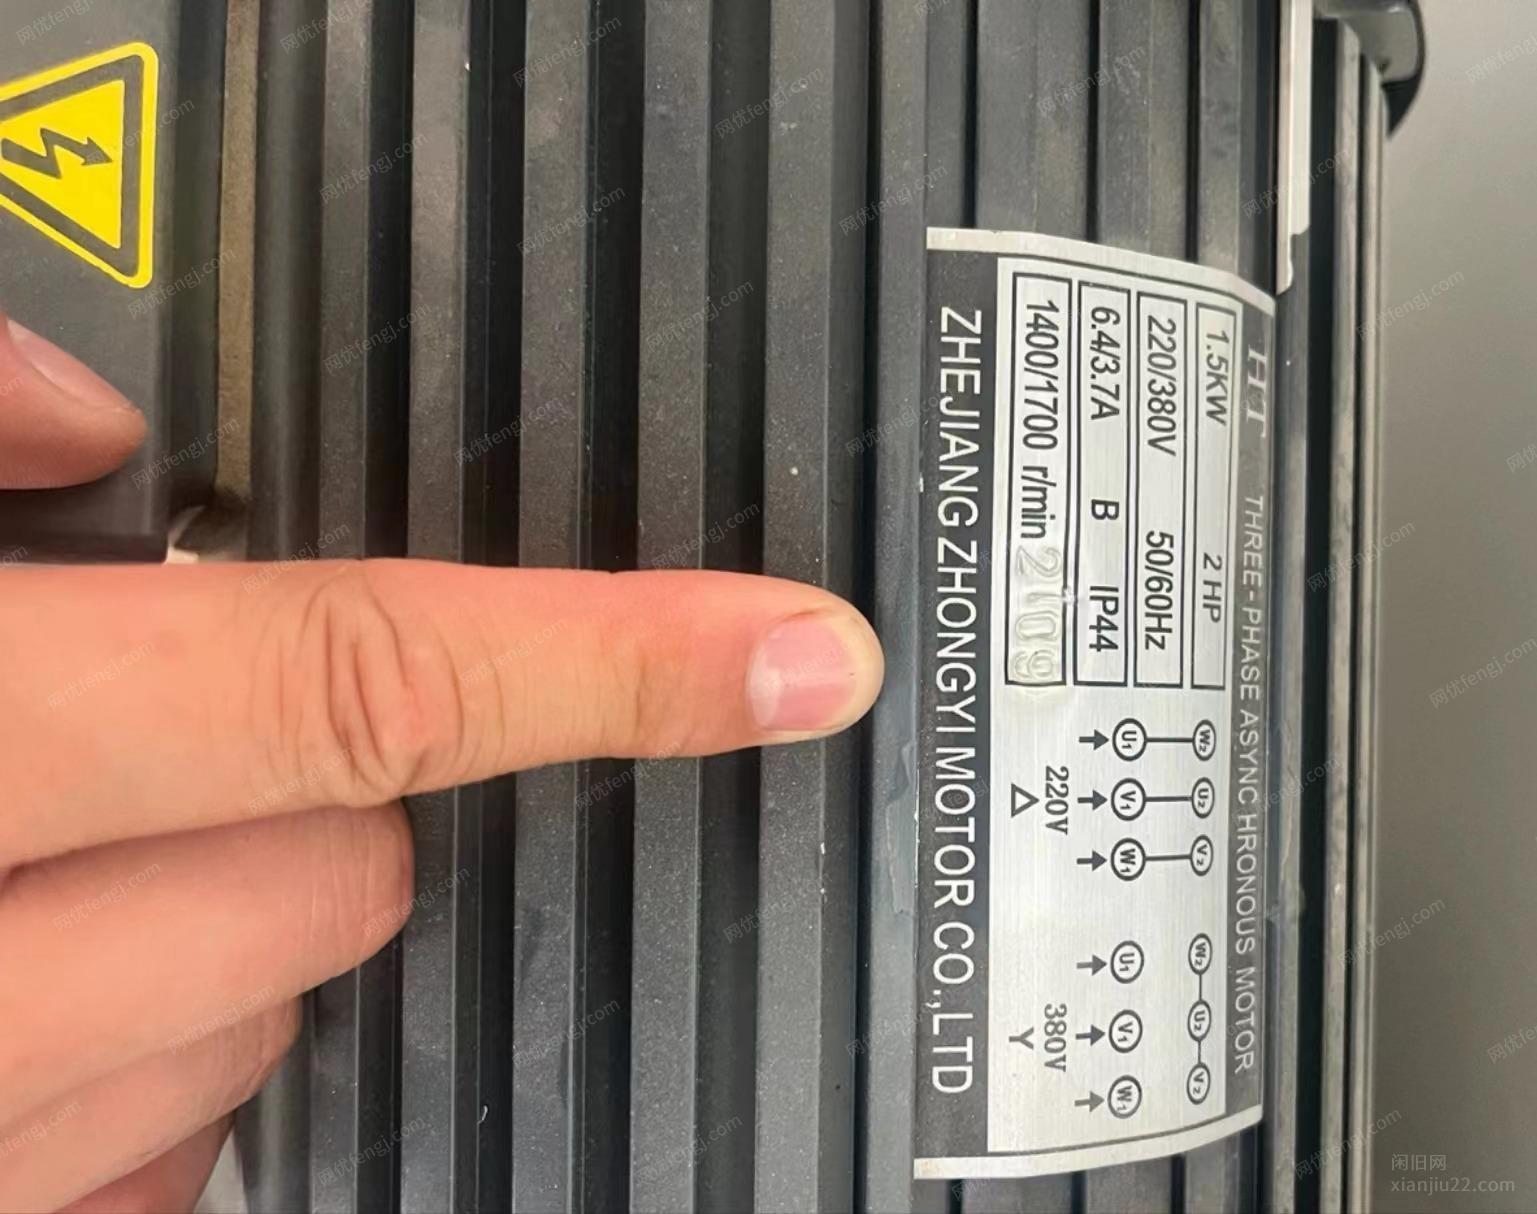 HT THREE-PHASE ASYNCHRONOUS MOTOR
1.5KW 2 HP
220/380V 50/60Hz
6.4/3.7A B IP44
1400/1700 r/min 2109
W2 U2 V2
U1 V1 W1
220V
△
W2 U2 V2
U1 V1 W1
380V
Y
ZHEJIANG ZHONGYI MOTOR CO.,LTD
网优fengj.com
闲旧网
xianjiu22.com